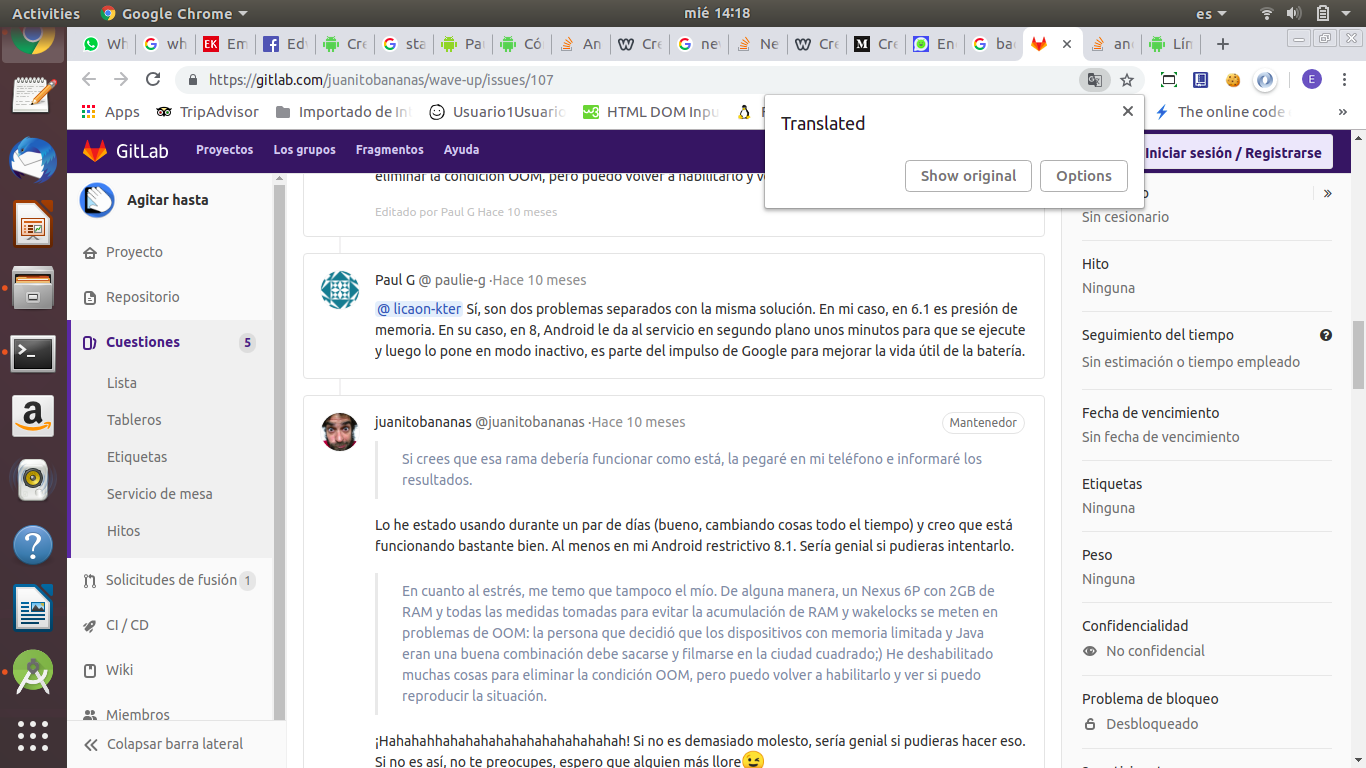 Activities
Google Chrome
mié 14:18
es
Wh
wh
Em
Ed
Cre
sta
Pa
Có
An
Cre
nev
Ne
Cre
Cre
En
bac
and
Lín
https://gitlab.com/juanitobananas/wave-up/issues/107
E
Apps
TripAdvisor
Importado de In
Usuario1Usuario
HTML DOM Inpu
The online code
»
Translated
Show original
Options
GitLab
Proyectos
Los grupos
Fragmentos
Ayuda
Iniciar sesión / Registrarse
Agitar hasta
Proyecto
Repositorio
Cuestiones
5
Lista
Tableros
Etiquetas
Servicio de mesa
Hitos
Solicitudes de fusión
1
CI / CD
Wiki
Miembros
Colapsar barra lateral
eliminar la condición OOM, pero puedo volver a habilitarlo y v
Editado por Paul G Hace 10 meses
Paul G @ paulie-g ·Hace 10 meses
@ licaon-kter Sí, son dos problemas separados con la misma solución. En mi caso, en 6.1 es presión de
memoria. En su caso, en 8, Android le da al servicio en segundo plano unos minutos para que se ejecute
y luego lo pone en modo inactivo, es parte del impulso de Google para mejorar la vida útil de la batería.
juanitobananas @juanitobananas ·Hace 10 meses
Mantenedor
Si crees que esa rama debería funcionar como está, la pegaré en mi teléfono e informaré los
resultados.
Lo he estado usando durante un par de días (bueno, cambiando cosas todo el tiempo) y creo que está
funcionando bastante bien. Al menos en mi Android restrictivo 8.1. Sería genial si pudieras intentarlo.
En cuanto al estrés, me temo que tampoco el mío. De alguna manera, un Nexus 6P con 2GB de
RAM y todas las medidas tomadas para evitar la acumulación de RAM y wakelocks se meten en
problemas de OOM: la persona que decidió que los dispositivos con memoria limitada y Java
eran una buena combinación debe sacarse y filmarse en la ciudad cuadrado;) He deshabilitado
muchas cosas para eliminar la condición OOM, pero puedo volver a habilitarlo y ver si puedo
reproducir la situación.
¡Hahahahhahahahahahahahahahahahah! Si no es demasiado molesto, sería genial si pudieras hacer eso.
Si no es así, no te preocupes, espero que alguien más llore
»
Sin cesionario
Hito
Ninguna
Seguimiento del tiempo
Sin estimación o tiempo empleado
Fecha de vencimiento
Sin fecha de vencimiento
Etiquetas
Ninguna
Peso
Ninguna
Confidencialidad
No confidencial
Problema de bloqueo
Desbloqueado